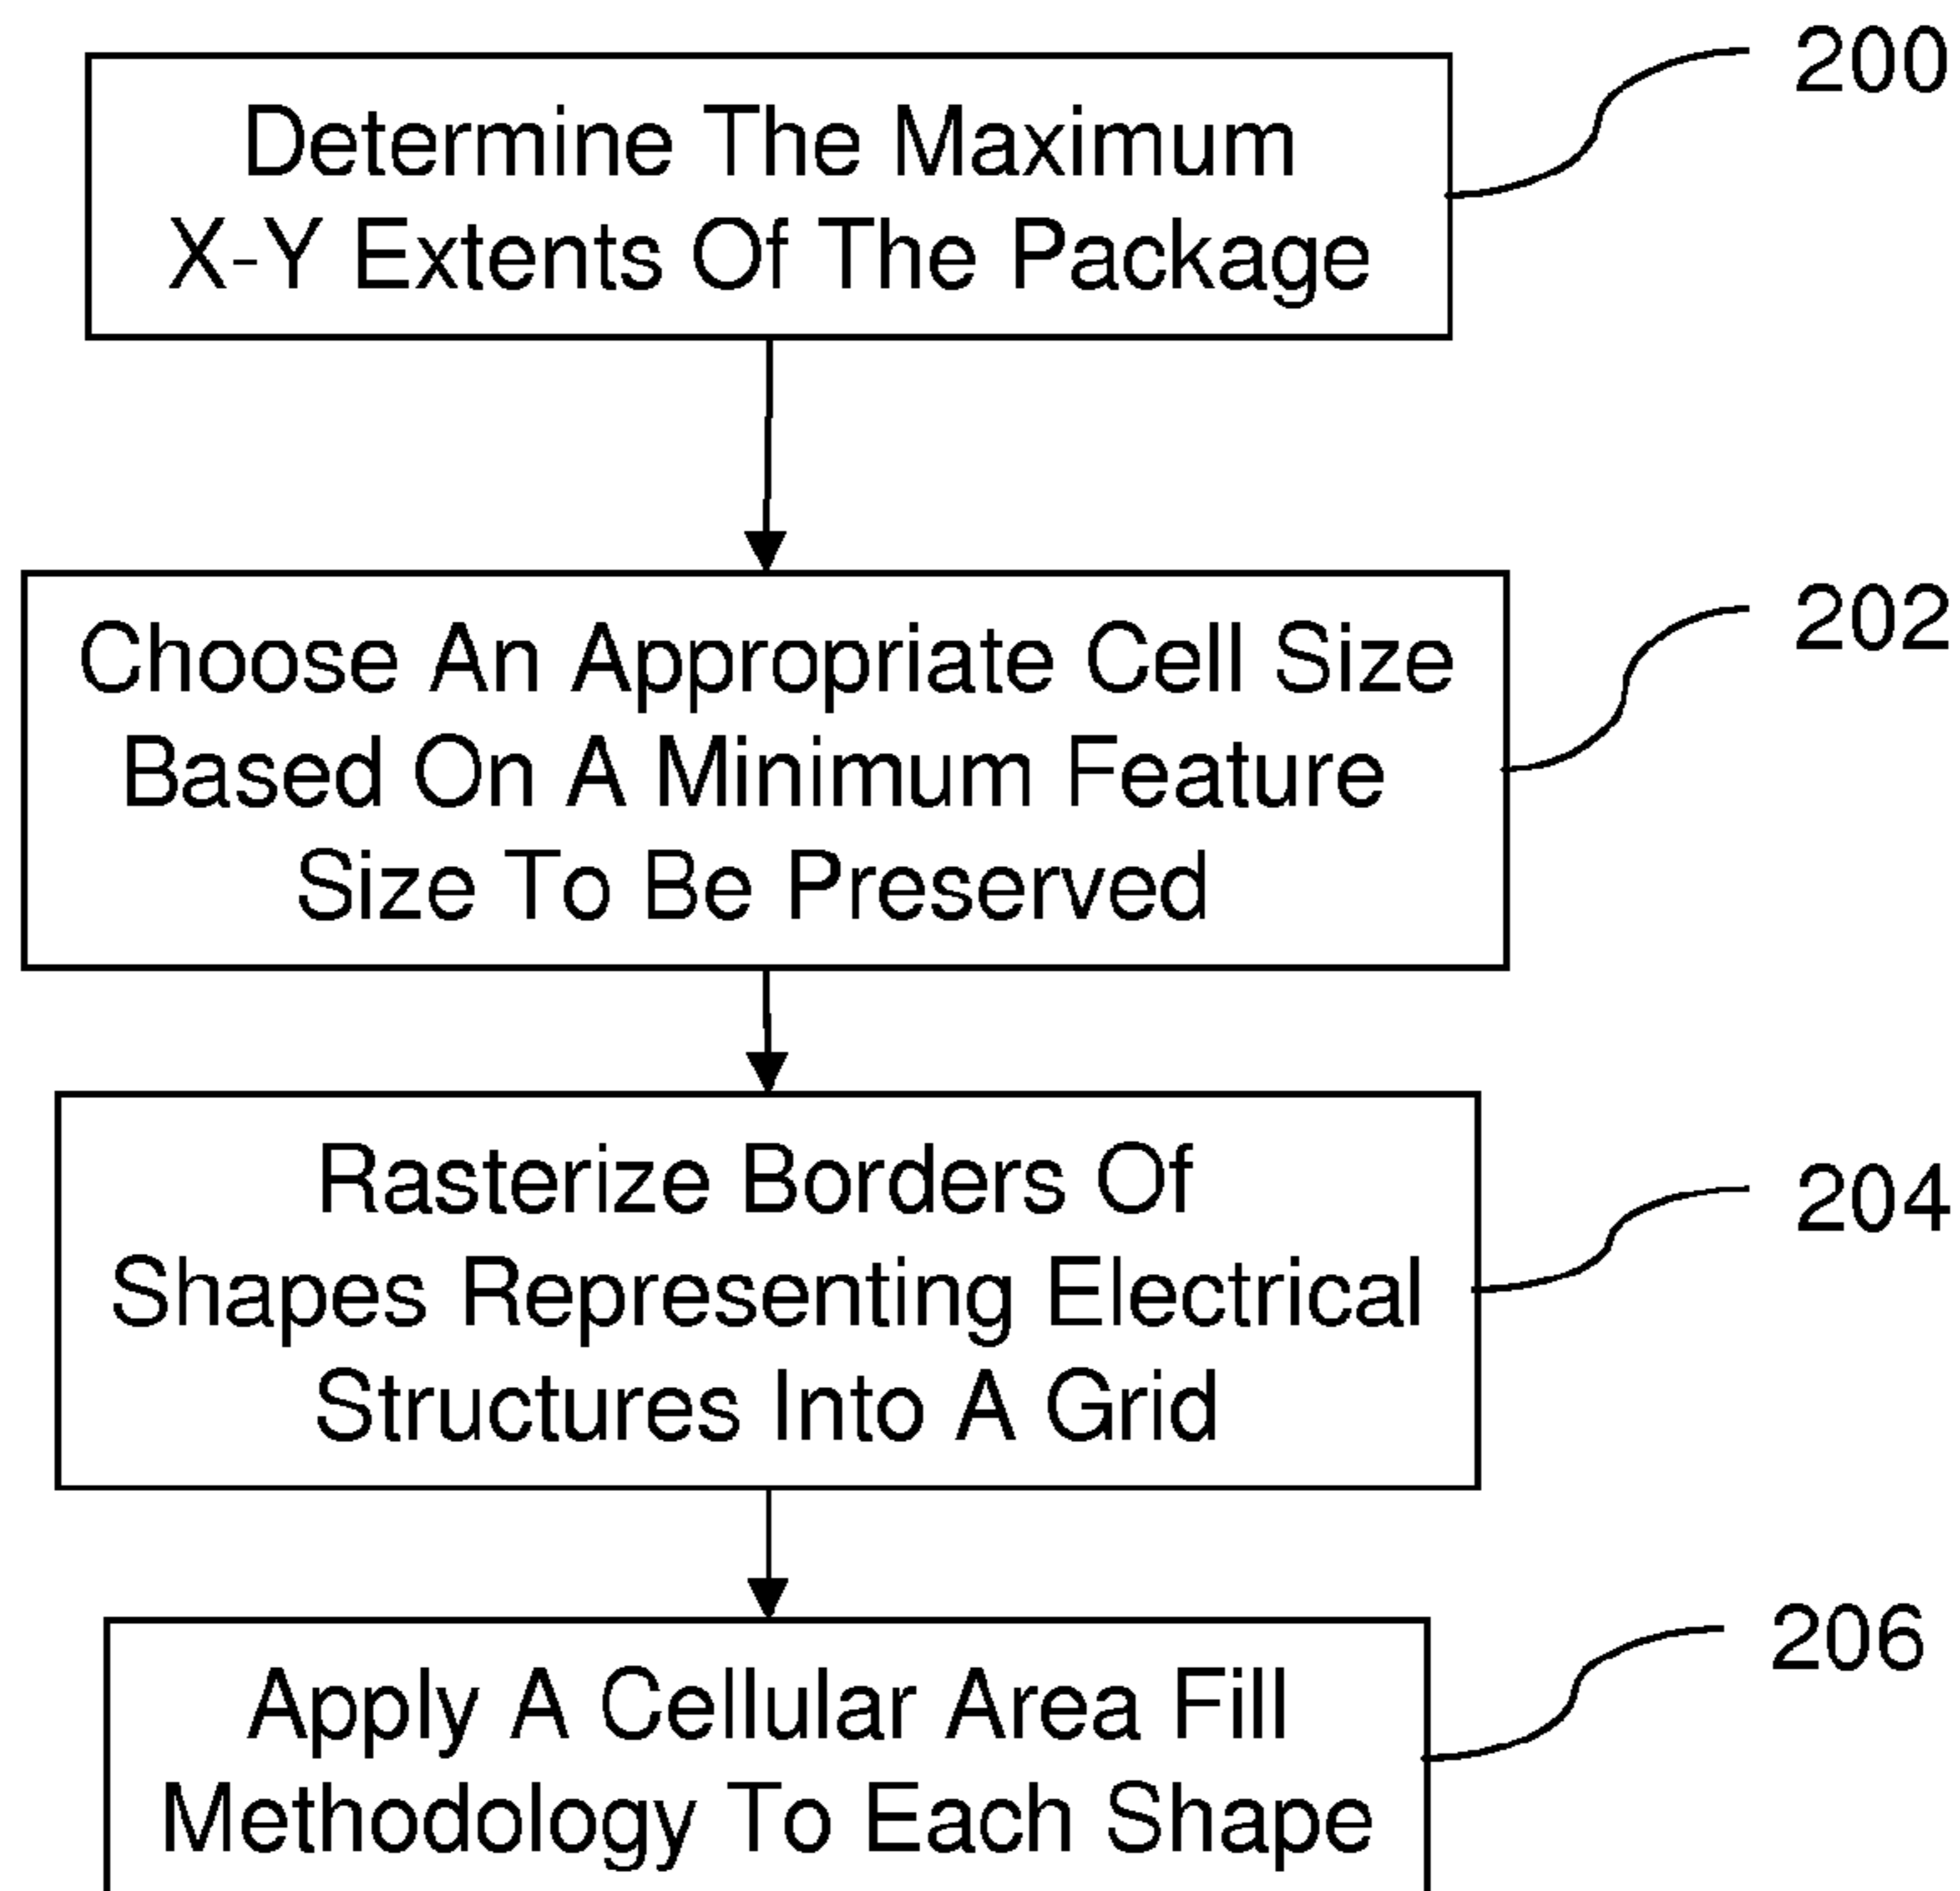 Determine The Maximum
X-Y Extents Of The Package
200
Choose An Appropriate Cell Size
Based On A Minimum Feature
Size To Be Preserved
202
Rasterize Borders Of
Shapes Representing Electrical
Structures Into A Grid
204
Apply A Cellular Area Fill
Methodology To Each Shape
206